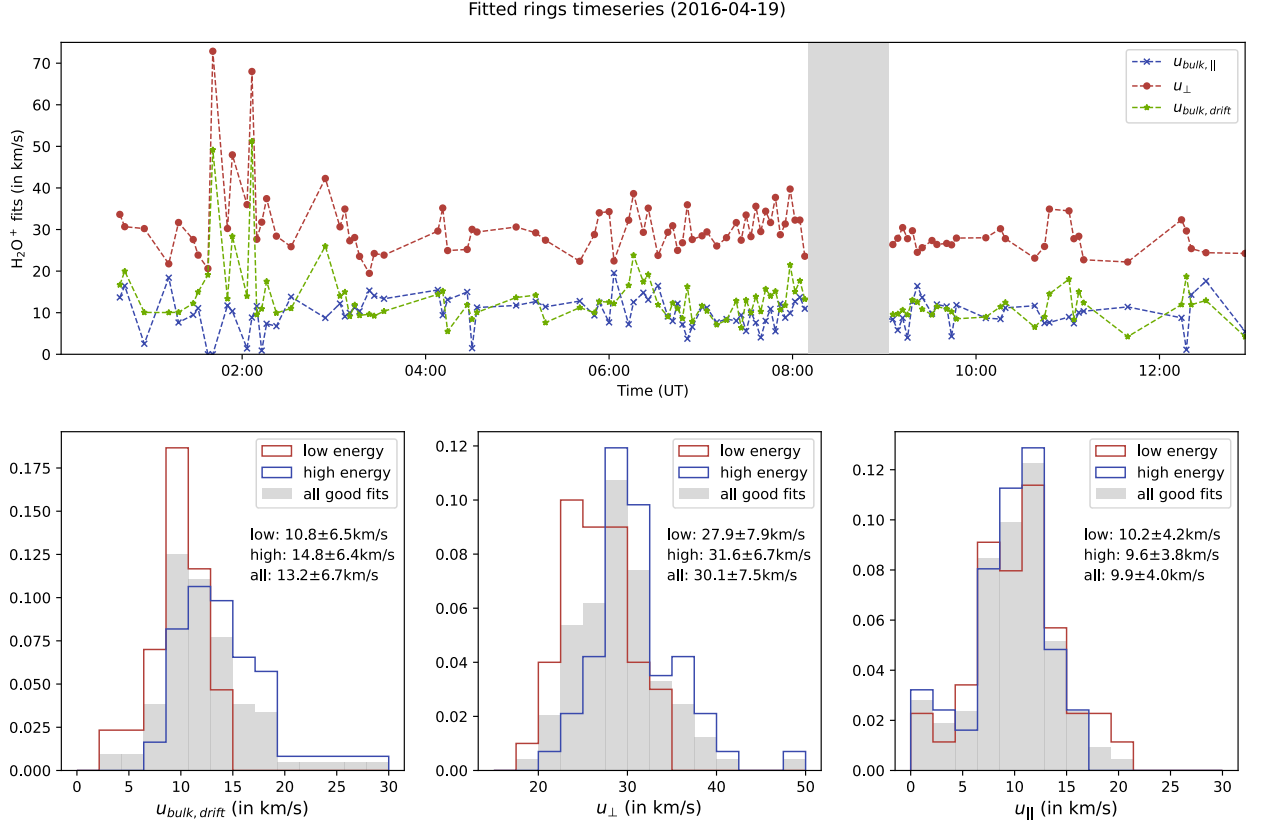 Fitted rings timeseries (2016-04-19)
H₂O⁺ fits (in km/s)
70
60
50
40
30
20
10
0
u_bulk,∥
u_⊥
u_bulk,drift
02:00 04:00 06:00 08:00 10:00 12:00
Time (UT)
0.175
0.150
0.125
0.100
0.075
0.050
0.025
0.000
low energy
high energy
all good fits
low: 10.8±6.5km/s
high: 14.8±6.4km/s
all: 13.2±6.7km/s
0 5 10 15 20 25 30
u_bulk,drift (in km/s)
0.12
0.10
0.08
0.06
0.04
0.02
0.00
low energy
high energy
all good fits
low: 27.9±7.9km/s
high: 31.6±6.7km/s
all: 30.1±7.5km/s
20 30 40 50
u_⊥ (in km/s)
0.12
0.10
0.08
0.06
0.04
0.02
0.00
low energy
high energy
all good fits
low: 10.2±4.2km/s
high: 9.6±3.8km/s
all: 9.9±4.0km/s
0 5 10 15 20 25 30
u_∥ (in km/s)